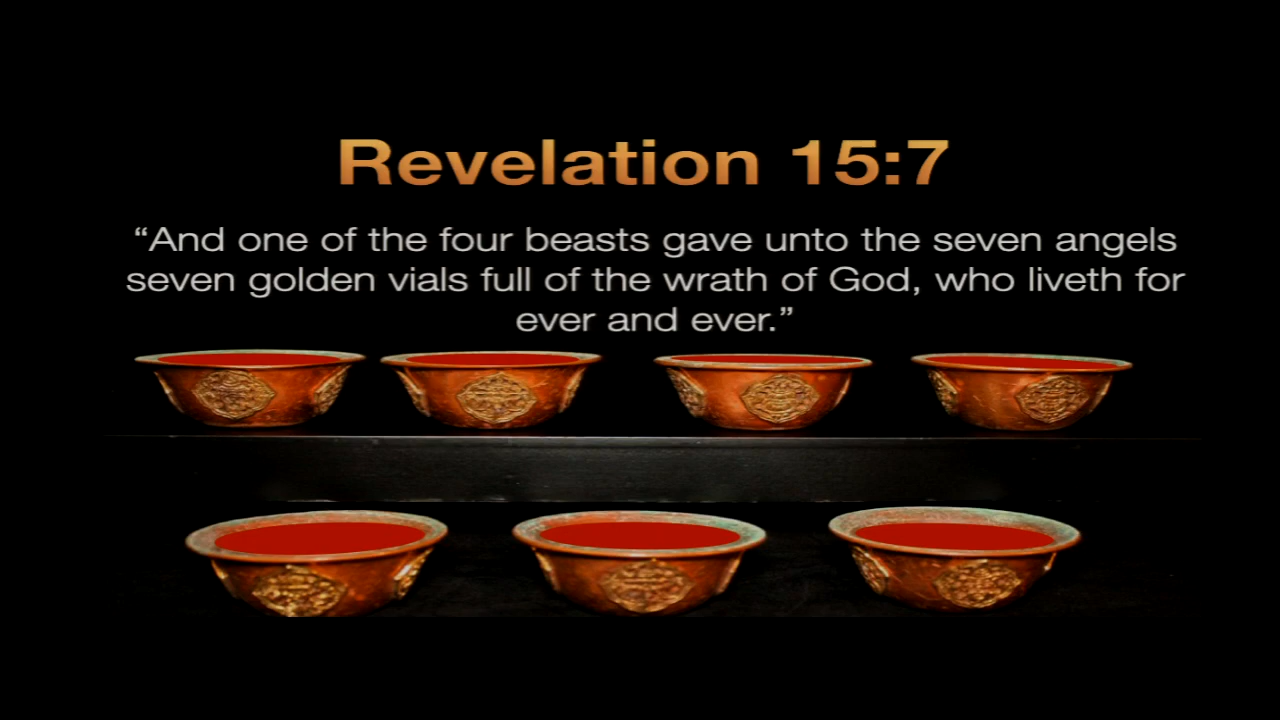 Revelation 15:7
“And one of the four beasts gave unto the seven angels
seven golden vials full of the wrath of God, who liveth for
ever and ever.”